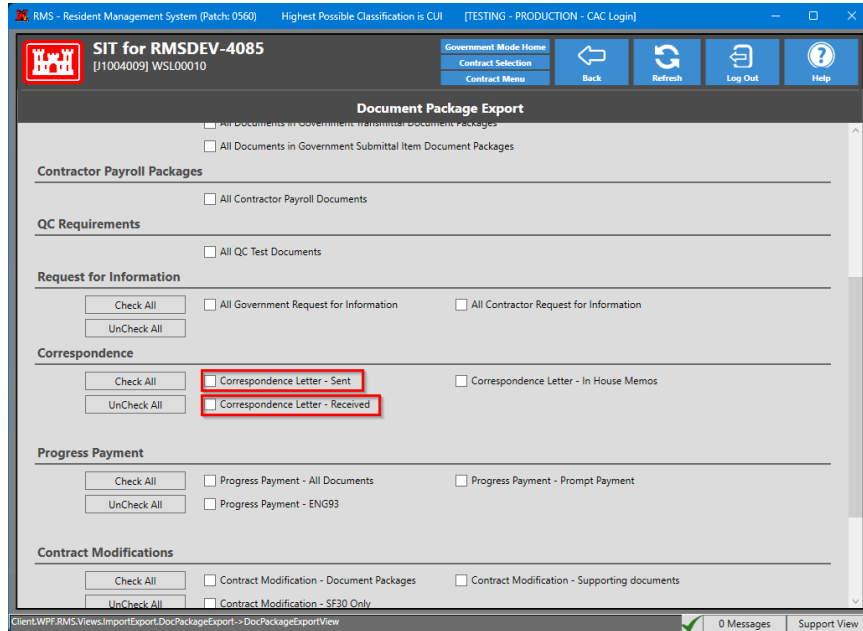 RMS - Resident Management System (Patch: 0560) Highest Possible Classification is CUI [TESTING - PRODUCTION - CAC Login]
SIT for RMSDEV-4085
[J1004009] WSL00010
Government Mode Home
Contract Selection
Contract Menu
Back
Refresh
Log Out
Help
Document Package Export
All Documents in Government Transmittal Document Packages
All Documents in Government Submittal Item Document Packages
Contractor Payroll Packages
All Contractor Payroll Documents
QC Requirements
All QC Test Documents
Request for Information
Check All All Government Request for Information All Contractor Request for Information
UnCheck All
Correspondence
Check All Correspondence Letter - Sent Correspondence Letter - In House Memos
UnCheck All Correspondence Letter - Received
Progress Payment
Check All Progress Payment - All Documents Progress Payment - Prompt Payment
UnCheck All Progress Payment - ENG93
Contract Modifications
Check All Contract Modification - Document Packages Contract Modification - Supporting documents
UnCheck All Contract Modification - SF30 Only
Client.WPF.RMS.Views.ImportExport.DocPackageExport->DocPackageExportView 0 Messages Support View